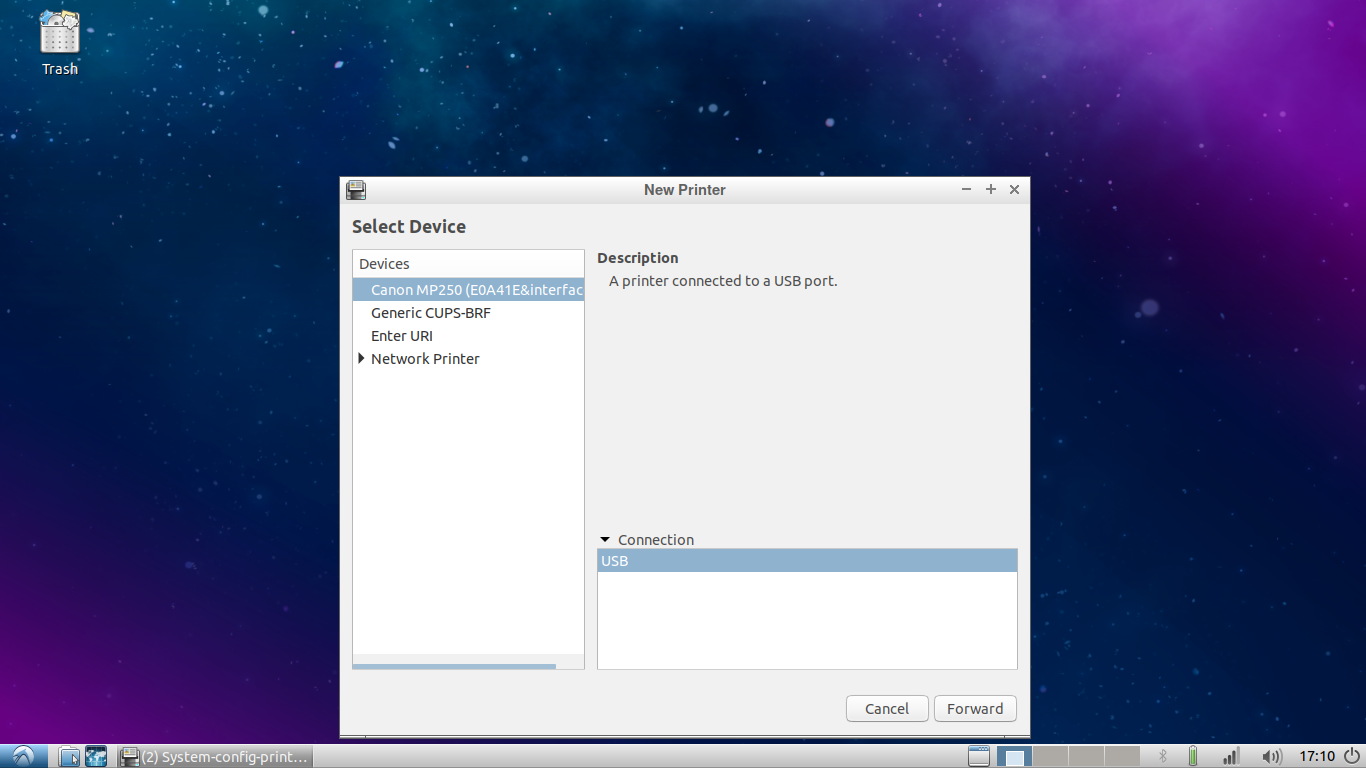 Trash
New Printer
Select Device
Devices
Canon MP250 (E0A41E&interfac
Generic CUPS-BRF
Enter URI
Network Printer
Description
A printer connected to a USB port.
Connection
USB
Cancel
Forward
(2) System-config-print...
17:10